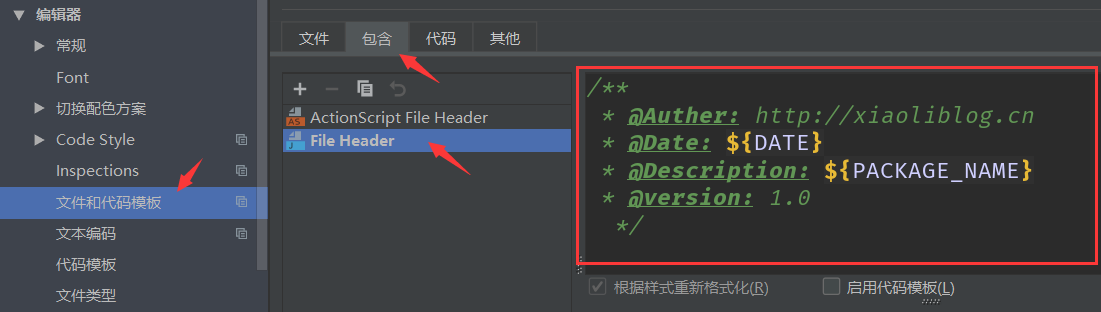 编辑器
常规
Font
切换配色方案
Code Style
Inspections
文件和代码模板
文本编码
代码模板
文件类型
文件 包含 代码 其他
ActionScript File Header
File Header
/**
* @Auther: http://xiaoliblog.cn
* @Date: ${DATE}
* @Description: ${PACKAGE_NAME}
* @version: 1.0
*/
根据样式重新格式化(R) 启用代码模板(L)